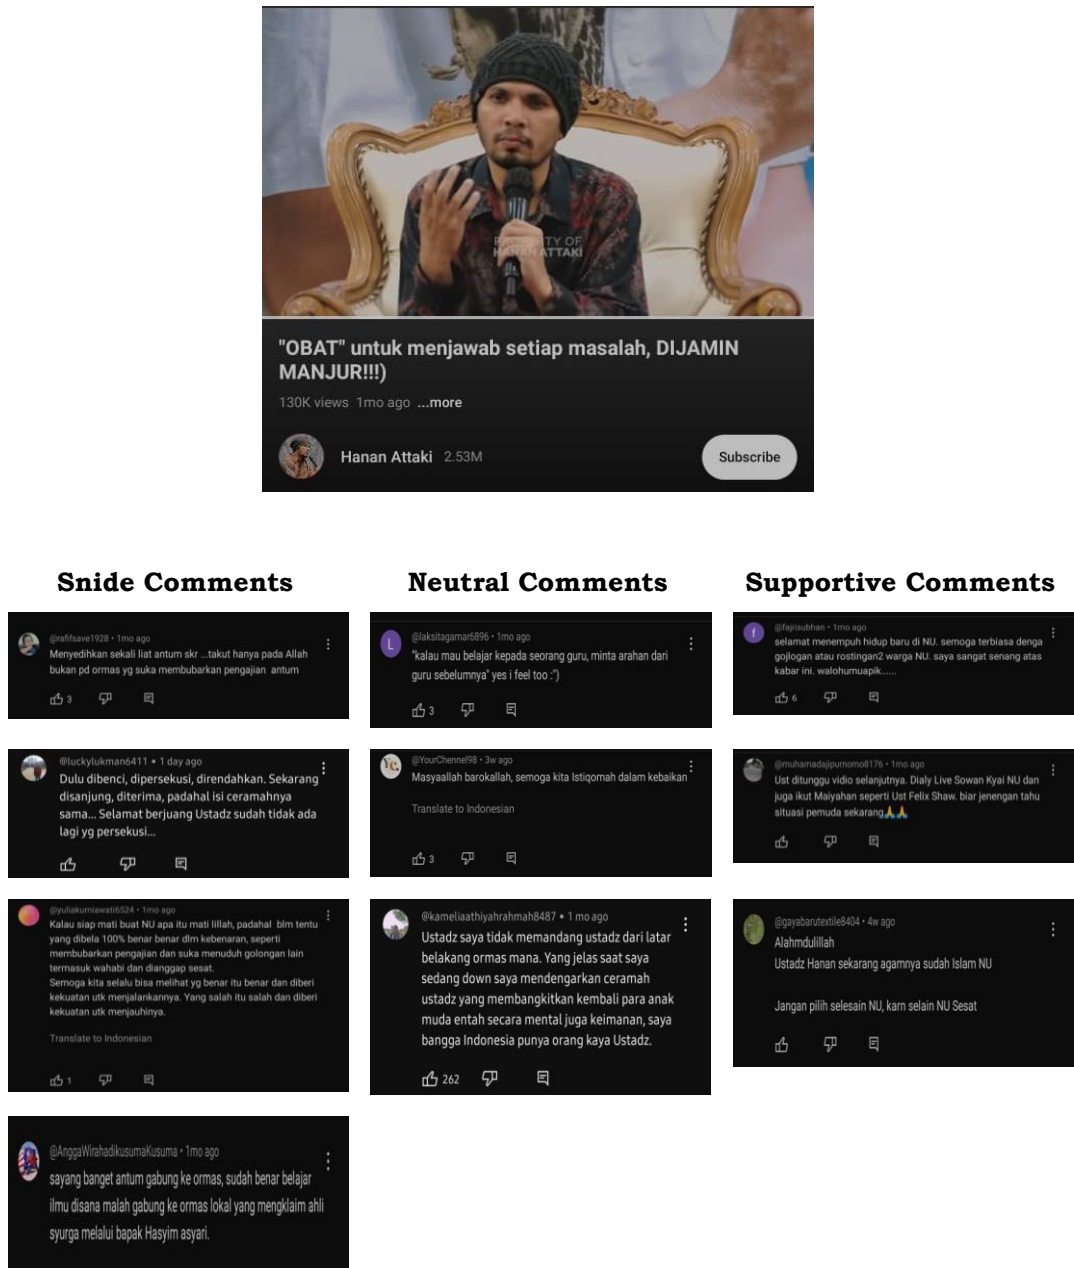 PROPERTY OF
HANAN ATTAKI
"OBAT" untuk menjawab setiap masalah, DIJAMIN
MANJUR!!!)
130K views 1mo ago ...more
Hanan Attaki 2.53M
Subscribe
Snide Comments
@rafifsave1928 • 1mo ago
Menyedihkan sekali liat antum skr ...takut hanya pada Allah
bukan pd ormas yg suka membubarkan pengajian antum
3
@luckylukman6411 • 1 day ago
Dulu dibenci, dipersekusi, direndahkan. Sekarang
disanjung, diterima, padahal isi ceramahnya
sama... Selamat berjuang Ustadz sudah tidak ada
lagi yg persekusi...
@yuliakurniawati6524 • 1mo ago
Kalau siap mati buat NU apa itu mati lillah, padahal blm tentu
yang dibela 100% benar benar dlm kebenaran, seperti
membubarkan pengajian dan suka menuduh golongan lain
termasuk wahabi dan dianggap sesat.
Semoga kita selalu bisa melihat yg benar itu benar dan diberi
kekuatan utk menjalankannya. Yang salah itu salah dan diberi
kekuatan utk menjauhinya.
Translate to Indonesian
1
@AnggaWirahadikusumaKusuma • 1mo ago
sayang banget antum gabung ke ormas, sudah benar belajar
ilmu disana malah gabung ke ormas lokal yang mengklaim ahli
syurga melalui bapak Hasyim asyari.
Neutral Comments
L
@laksitagamar6896 • 1mo ago
"kalau mau belajar kepada seorang guru, minta arahan dari
guru sebelumnya" yes i feel too :")
3
Yc.
@YourChennel98 • 3w ago
Masyaallah barokallah, semoga kita Istiqomah dalam kebaikan
Translate to Indonesian
3
@kameliaathiyahrahmah8487 • 1 mo ago
Ustadz saya tidak memandang ustadz dari latar
belakang ormas mana. Yang jelas saat saya
sedang down saya mendengarkan ceramah
ustadz yang membangkitkan kembali para anak
muda entah secara mental juga keimanan, saya
bangga Indonesia punya orang kaya Ustadz.
262
Supportive Comments
f
@fajrisubhan • 1mo ago
selamat menempuh hidup baru di NU. semoga terbiasa denga
gojlogan atau rostingan2 warga NU. saya sangat senang atas
kabar ini. walohumuapik......
6
@muhamadajipurnomo8176 • 1mo ago
Ust ditunggu vidio selanjutnya. Dialy Live Sowan Kyai NU dan
juga ikut Maiyahan seperti Ust Felix Shaw. biar jenengan tahu
situasi pemuda sekarang🙏🙏
@gayabarutextile8404 • 4w ago
Alahmdulillah
Ustadz Hanan sekarang agamnya sudah Islam NU
Jangan pilih selesain NU, karn selain NU Sesat